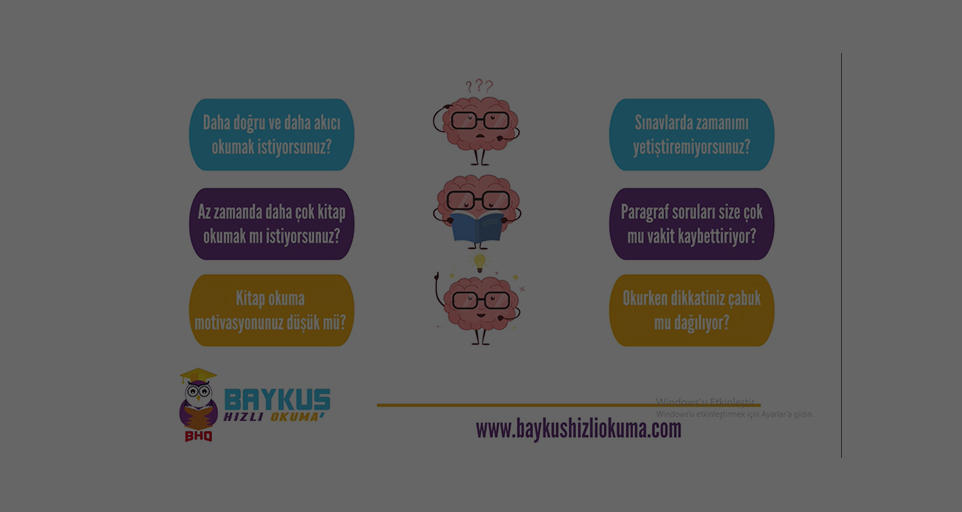 ???
Daha doğru ve daha akıcı
okumak istiyorsunuz?
Az zamanda daha çok kitap
okumak mı istiyorsunuz?
Kitap okuma
motivasyonunuz düşük mü?
Sınavlarda zamanımı
yetiştiremiyorsunuz?
Paragraf soruları size çok
mu vakit kaybettiriyor?
Okurken dikkatiniz çabuk
mu dağılıyor?
BAYKUS
HIZLI OKUMA
BHO
www.baykushizliokuma.com
Windows'u Etkinleştir
Windows'u etkinleştirmek için Ayarlar'a gidin.